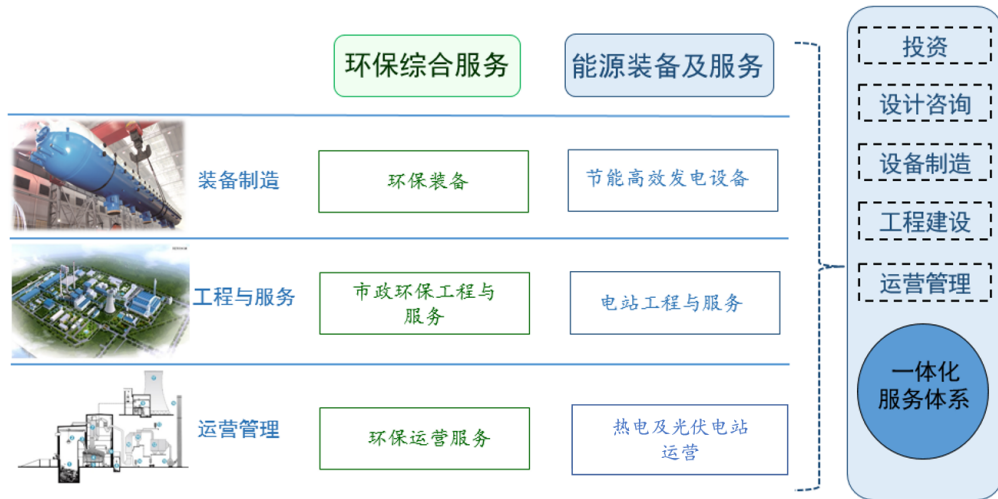 环保综合服务
能源装备及服务
装备制造
环保装备
节能高效发电设备
工程与服务
市政环保工程与
服务
电站工程与服务
运营管理
环保运营服务
热电及光伏电站
运营
投资
设计咨询
设备制造
工程建设
运营管理
一体化
服务体系